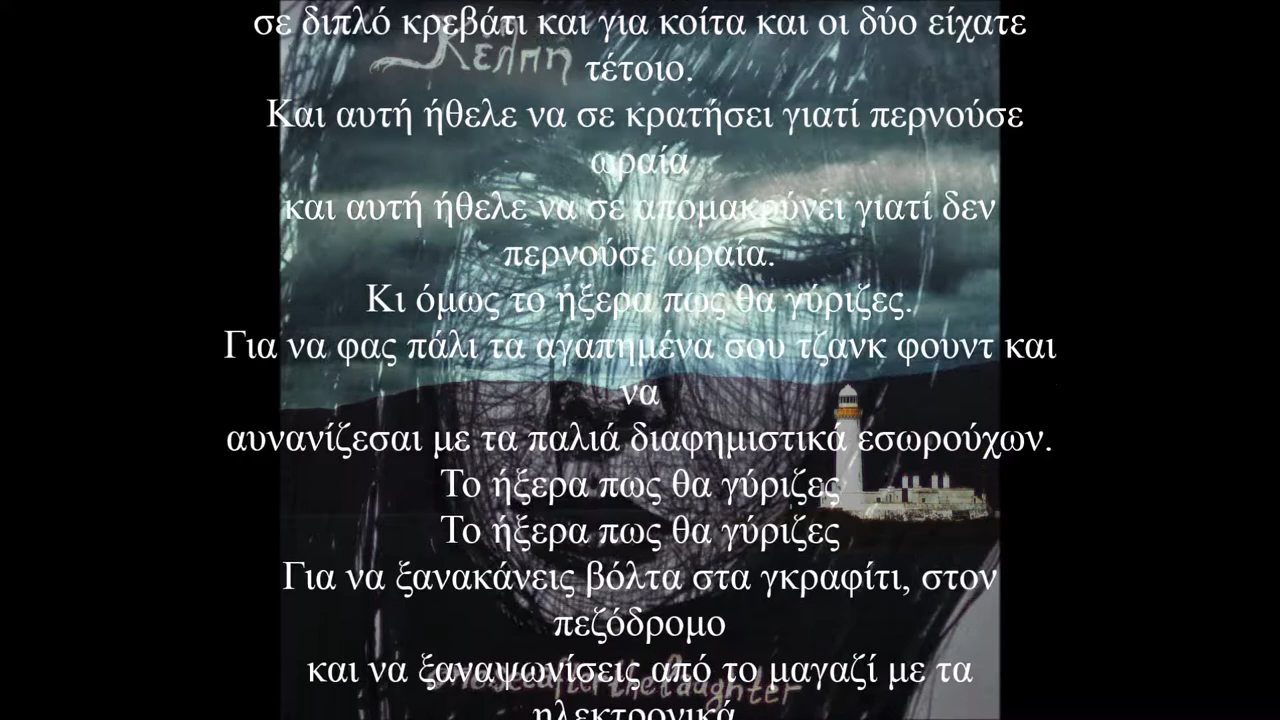 σε διπλό κρεβάτι και για κοίτα και οι δύο είχατε
Κέλπη
τέτοιο.
Και αυτή ήθελε να σε κρατήσει γιατί περνούσε
ωραία
και αυτή ήθελε να σε απομακρύνει γιατί δεν
περνούσε ωραία.
Κι όμως το ήξερα πως θα γύριζες.
Για να φας πάλι τα αγαπημένα σου τζανκ φουντ και
να
αυνανίζεσαι με τα παλιά διαφημιστικά εσωρούχων.
Το ήξερα πως θα γύριζες
Το ήξερα πως θα γύριζες
Για να ξανακάνεις βόλτα στα γκραφίτι, στον
πεζόδρομο
και να ξαναψωνίσεις από το μαγαζί με τα
ηλεκτρονικά